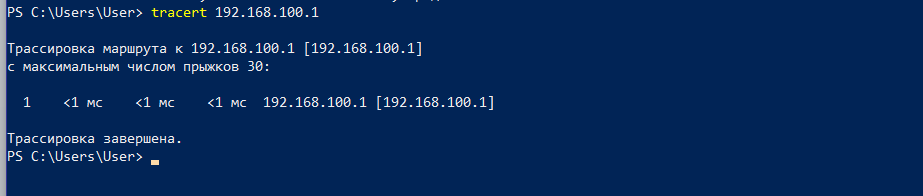 PS C:\Users\User> tracert 192.168.100.1
Трассировка маршрута к 192.168.100.1 [192.168.100.1]
с максимальным числом прыжков 30:
1 <1 мс <1 мс <1 мс 192.168.100.1 [192.168.100.1]
Трассировка завершена.
PS C:\Users\User>